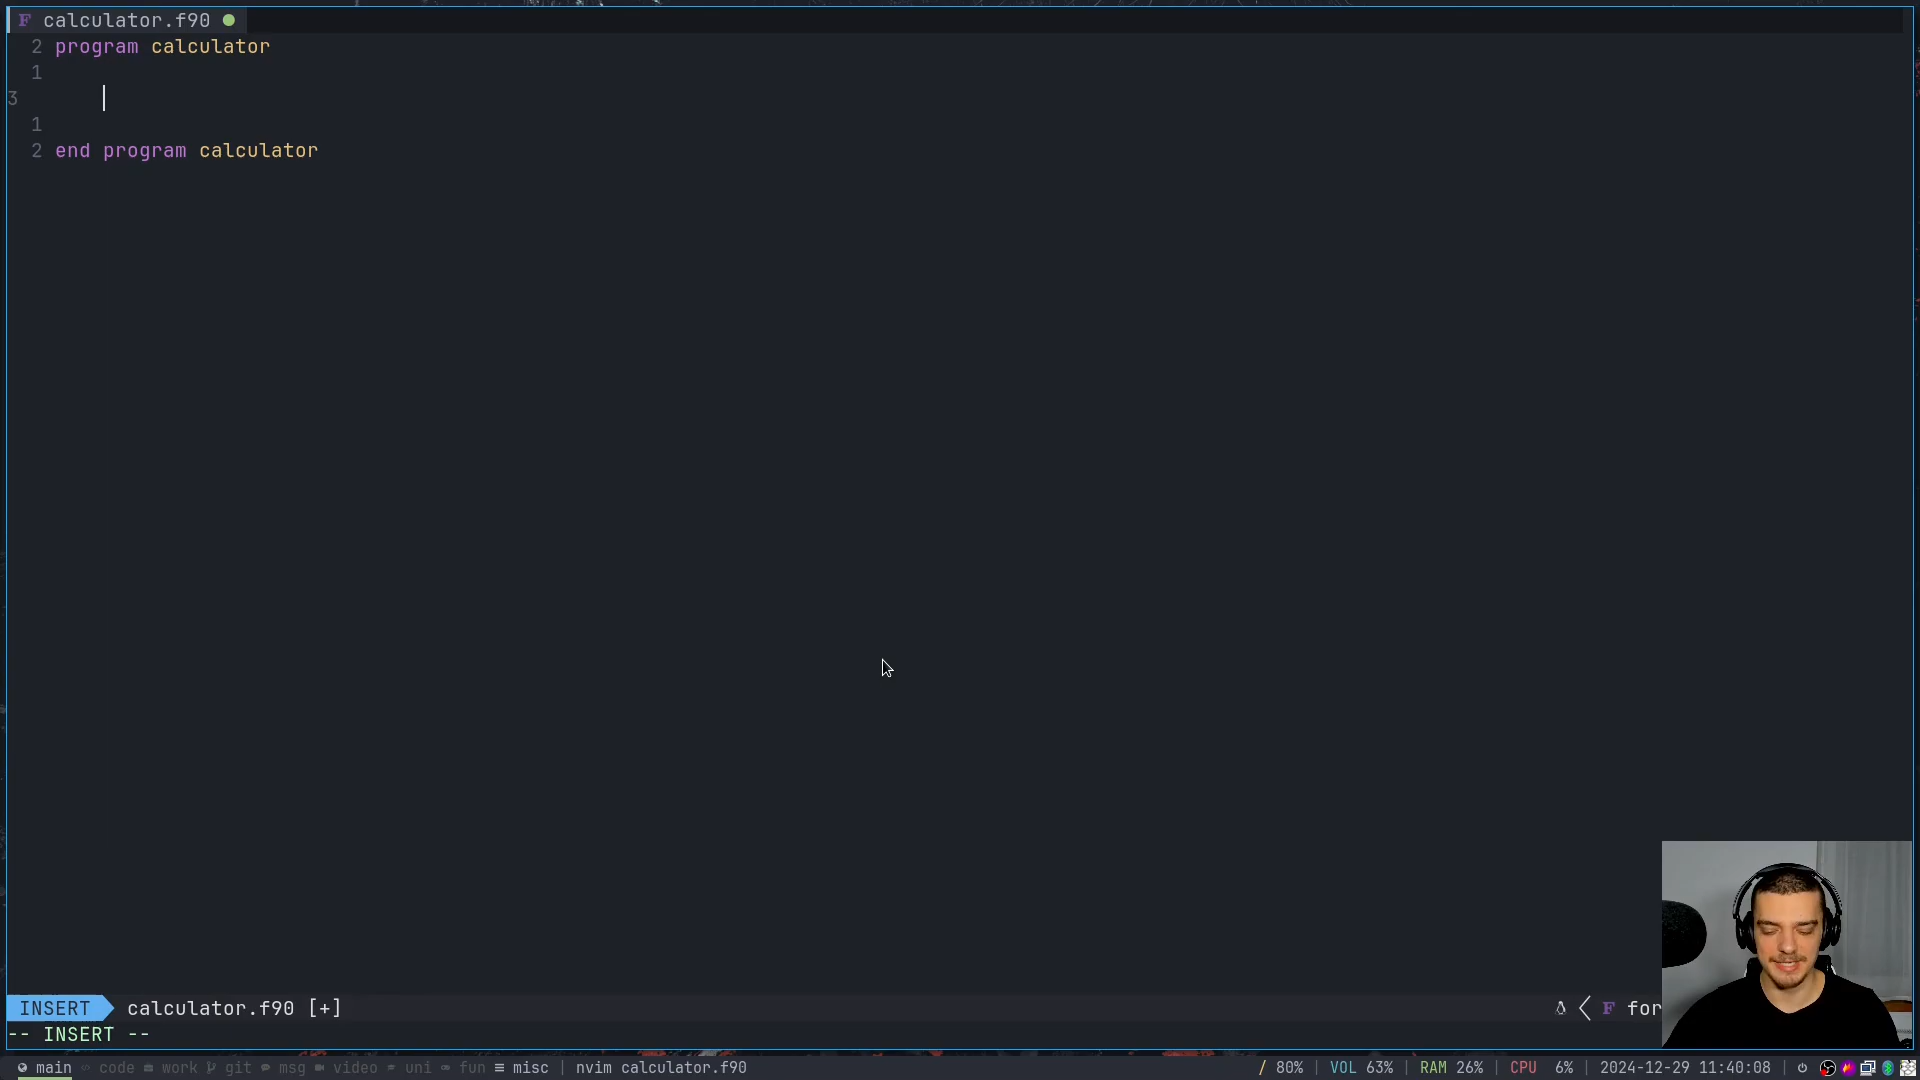 F calculator.f90
2 program calculator
1
3
1
2 end program calculator
INSERT calculator.f90 [+] F for
-- INSERT --
main code work git msg video uni fun misc | nvim calculator.f90 / 80% | VOL 63% | RAM 26% | CPU 6% | 2024-12-29 11:40:08 |